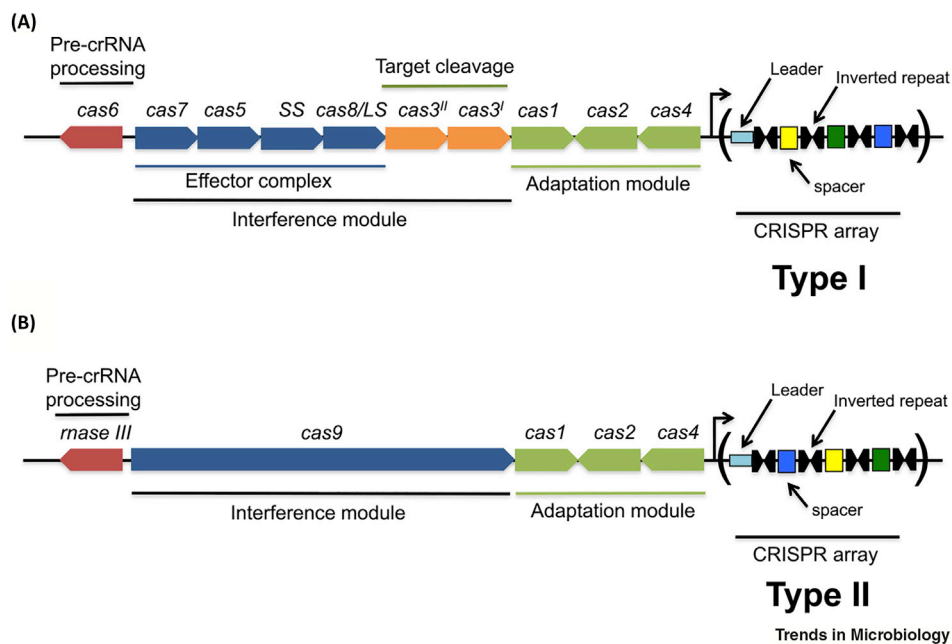 (A)
Pre-crRNA
processing
Target cleavage
Leader
Inverted repeat
cas6 cas7 cas5 SS cas8/LS cas3II cas3I cas1 cas2 cas4
spacer
Effector complex
Adaptation module
Interference module
CRISPR array
Type I
(B)
Pre-crRNA
processing
Leader
Inverted repeat
rnase III cas9 cas1 cas2 cas4
spacer
Interference module
Adaptation module
CRISPR array
Type II
Trends in Microbiology